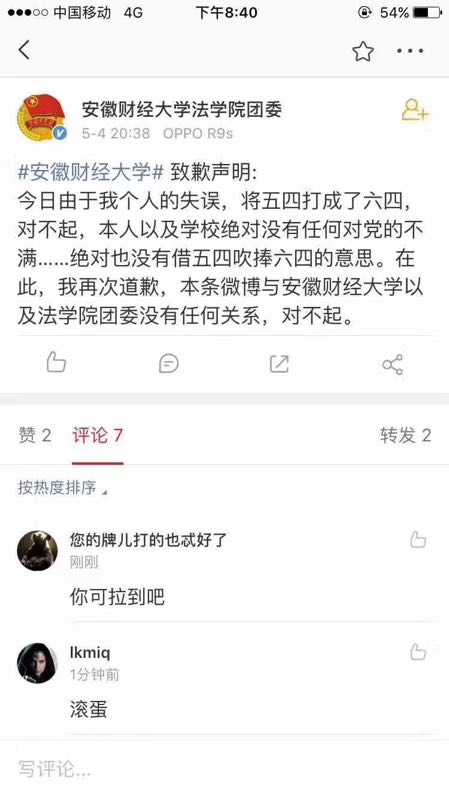 中国移动 4G 下午8:40 54%
安徽财经大学法学院团委
5-4 20:38 OPPO R9s
#安徽财经大学# 致歉声明:
今日由于我个人的失误，将五四打成了六四，
对不起，本人以及学校绝对没有任何对党的不
满……绝对也没有借五四吹捧六四的意思。在
此，我再次道歉，本条微博与安徽财经大学以
及法学院团委没有任何关系，对不起。
赞 2 评论 7 转发 2
按热度排序
您的牌儿打的也忒好了
刚刚
你可拉到吧
lkmiq
1分钟前
滚蛋
写评论...